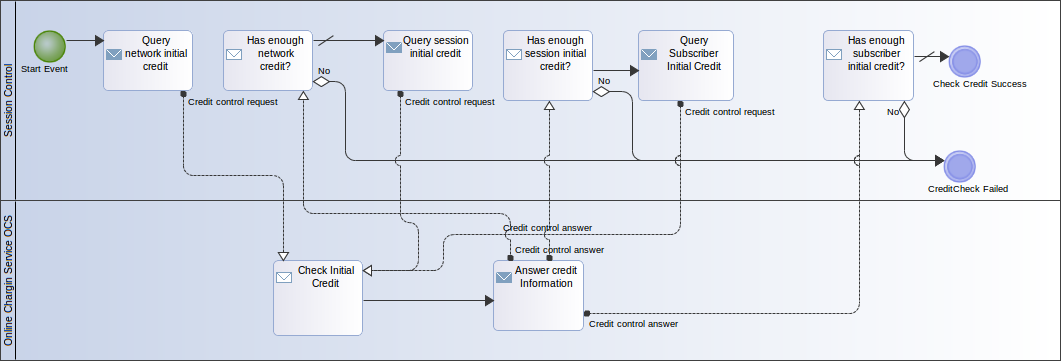 Session Control
Start Event
Query
network initial
credit
Has enough
network
credit?
Query session
initial credit
Has enough
session initial
credit?
Query
Subscriber
Initial Credit
Has enough
subscriber
initial credit?
No
No
No
Check Credit Success
Credit control request
Credit control request
Credit control request
CreditCheck Failed
Online Chargin Service OCS
Credit control answer
Credit control answer
Check Initial
Credit
Answer credit
Information
Credit control answer